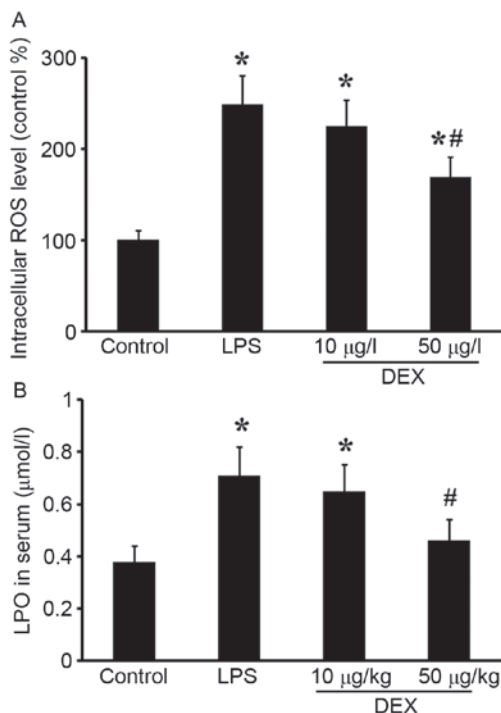 A
Intracellular ROS level (control %)
300
200
100
0
*
*
*#
Control LPS 10 µg/l 50 µg/l
DEX
B
LPO in serum (µmol/l)
1
0.8
0.6
0.4
0.2
0
*
*
#
Control LPS 10 µg/kg 50 µg/kg
DEX